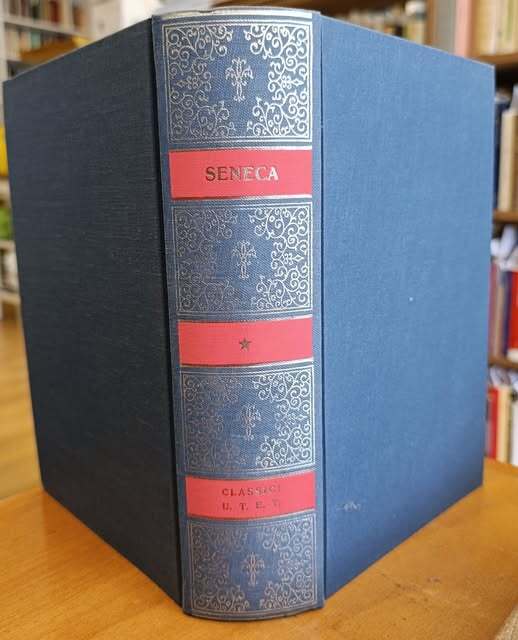 SENECA
CLASSICI
U. T. E. T.